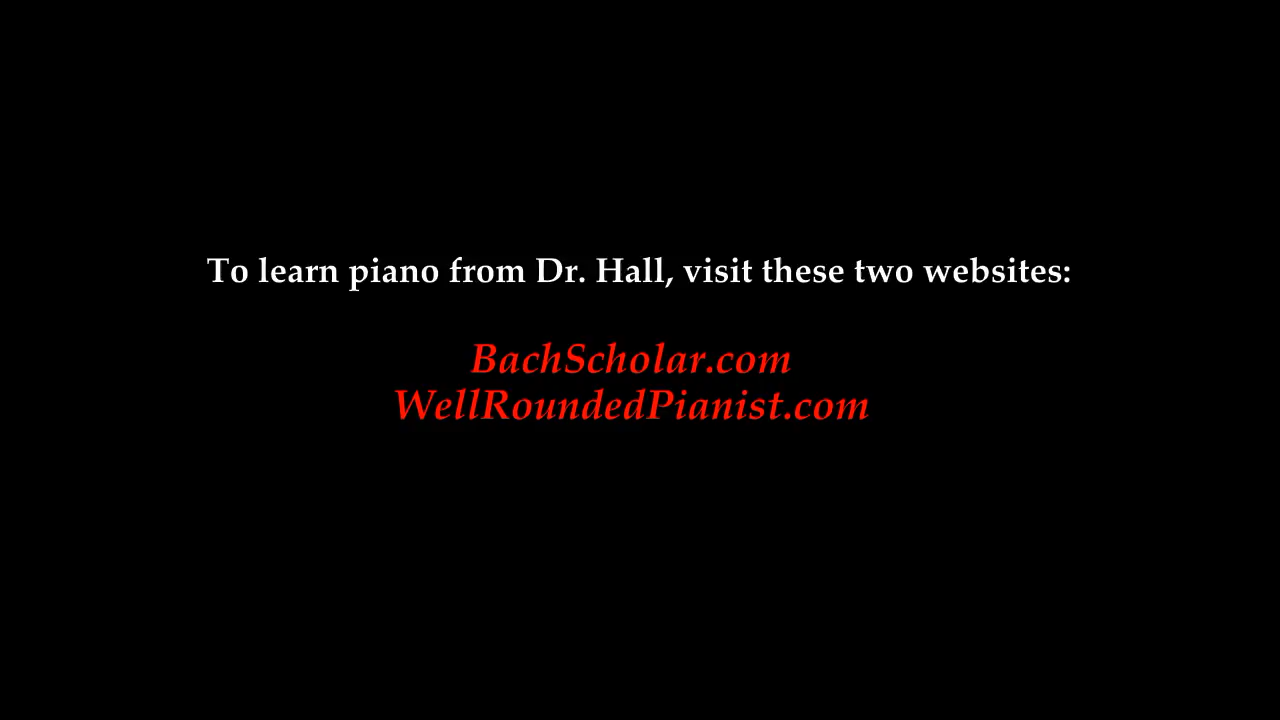 To learn piano from Dr. Hall, visit these two websites:
BachScholar.com
WellRoundedPianist.com